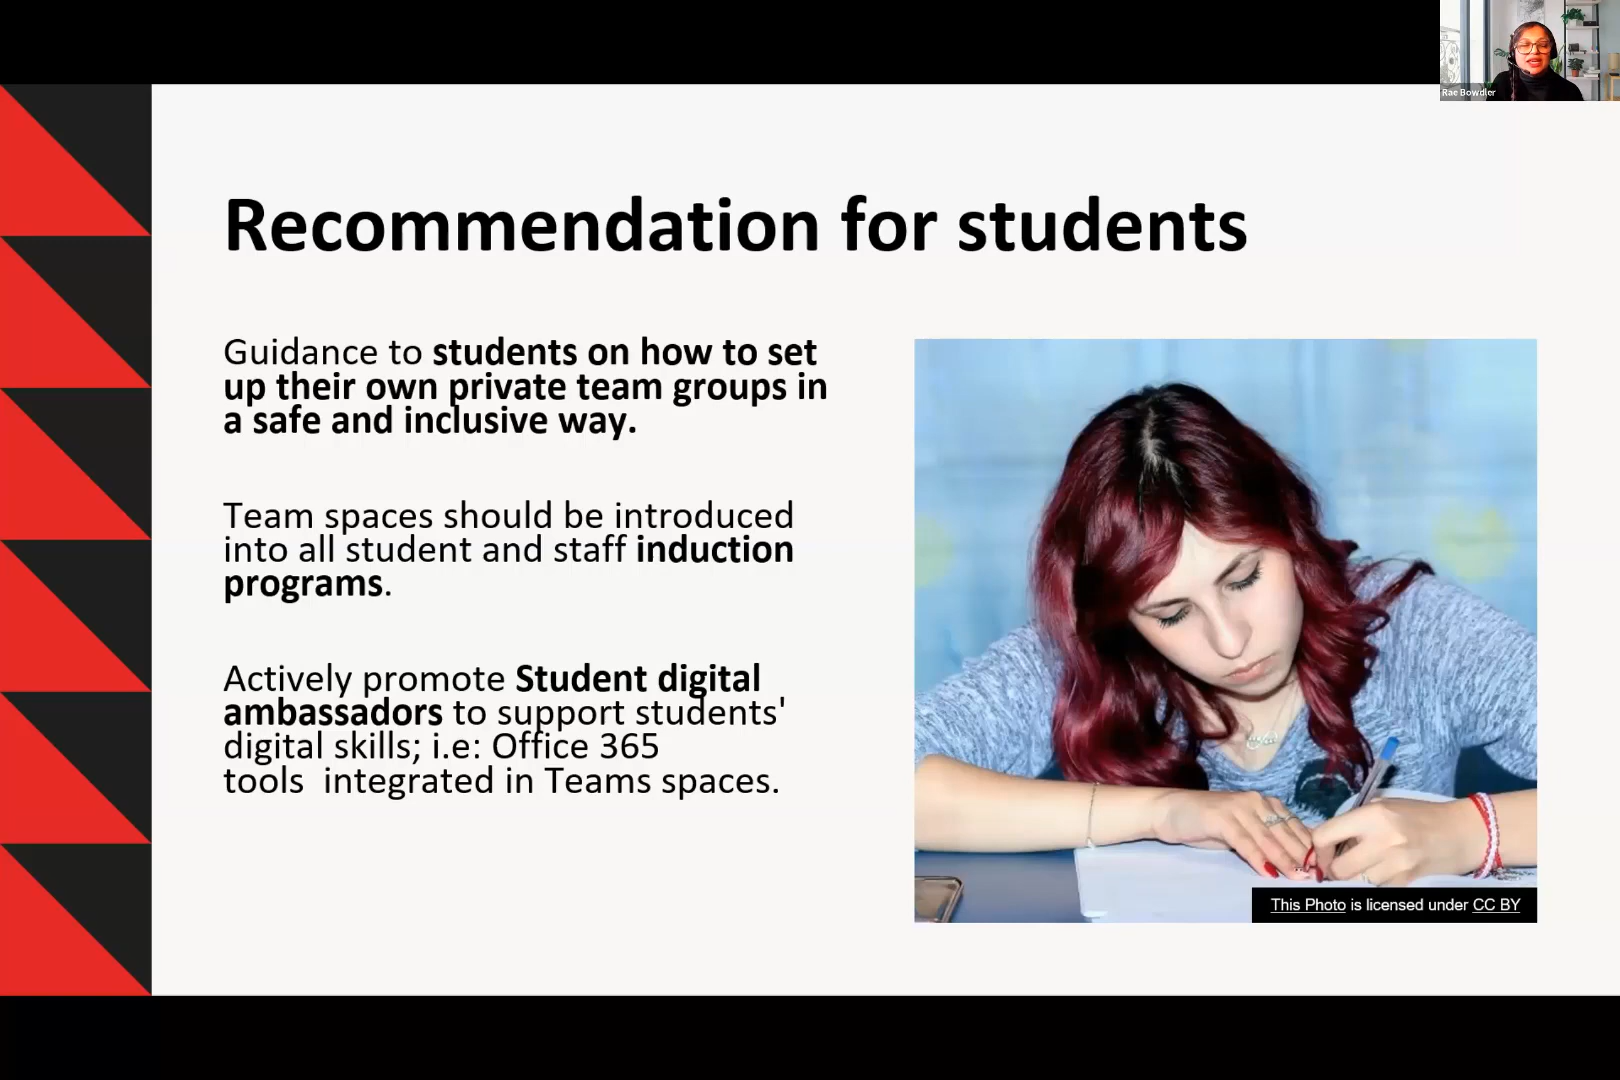 Rae Bowdler
Recommendation for students
Guidance to students on how to set
up their own private team groups in
a safe and inclusive way.
Team spaces should be introduced
into all student and staff induction
programs.
Actively promote Student digital
ambassadors to support students'
digital skills; i.e: Office 365
tools  integrated in Teams spaces.
This Photo is licensed under CC BY